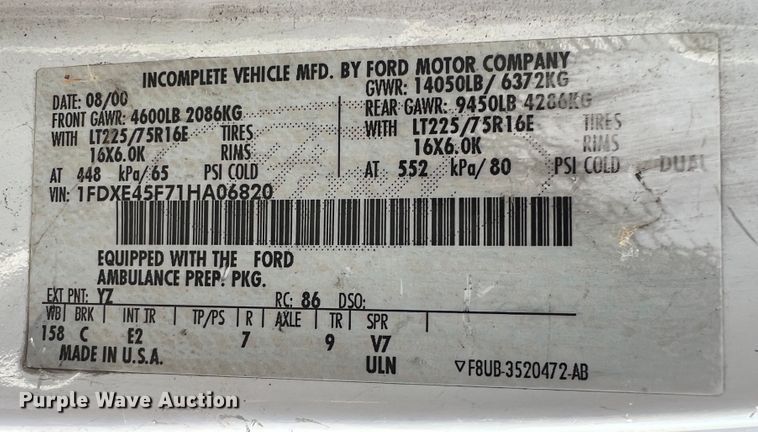 INCOMPLETE VEHICLE MFD. BY FORD MOTOR COMPANY
DATE: 08/00
GVWR: 14050LB/ 6372KG
FRONT GAWR: 4600LB 2086KG
REAR GAWR: 9450LB 4286KG
WITH LT225/75R16E TIRES
WITH LT225/75R16E TIRES
16X6.0K RIMS
16X6.0K RIMS
AT 448 kPa/65 PSI COLD
AT 552 kPa/80 PSI COLD DUAL
VIN: 1FDXE45F71HA06820
EQUIPPED WITH THE FORD
AMBULANCE PREP. PKG.
EXT PNT: YZ RC: 86 DSO:
WB BRK INT TR TP/PS R AXLE TR SPR
158 C E2 7 9 V7
MADE IN U.S.A. ULN
▽F8UB-3520472-AB
Purple Wave Auction